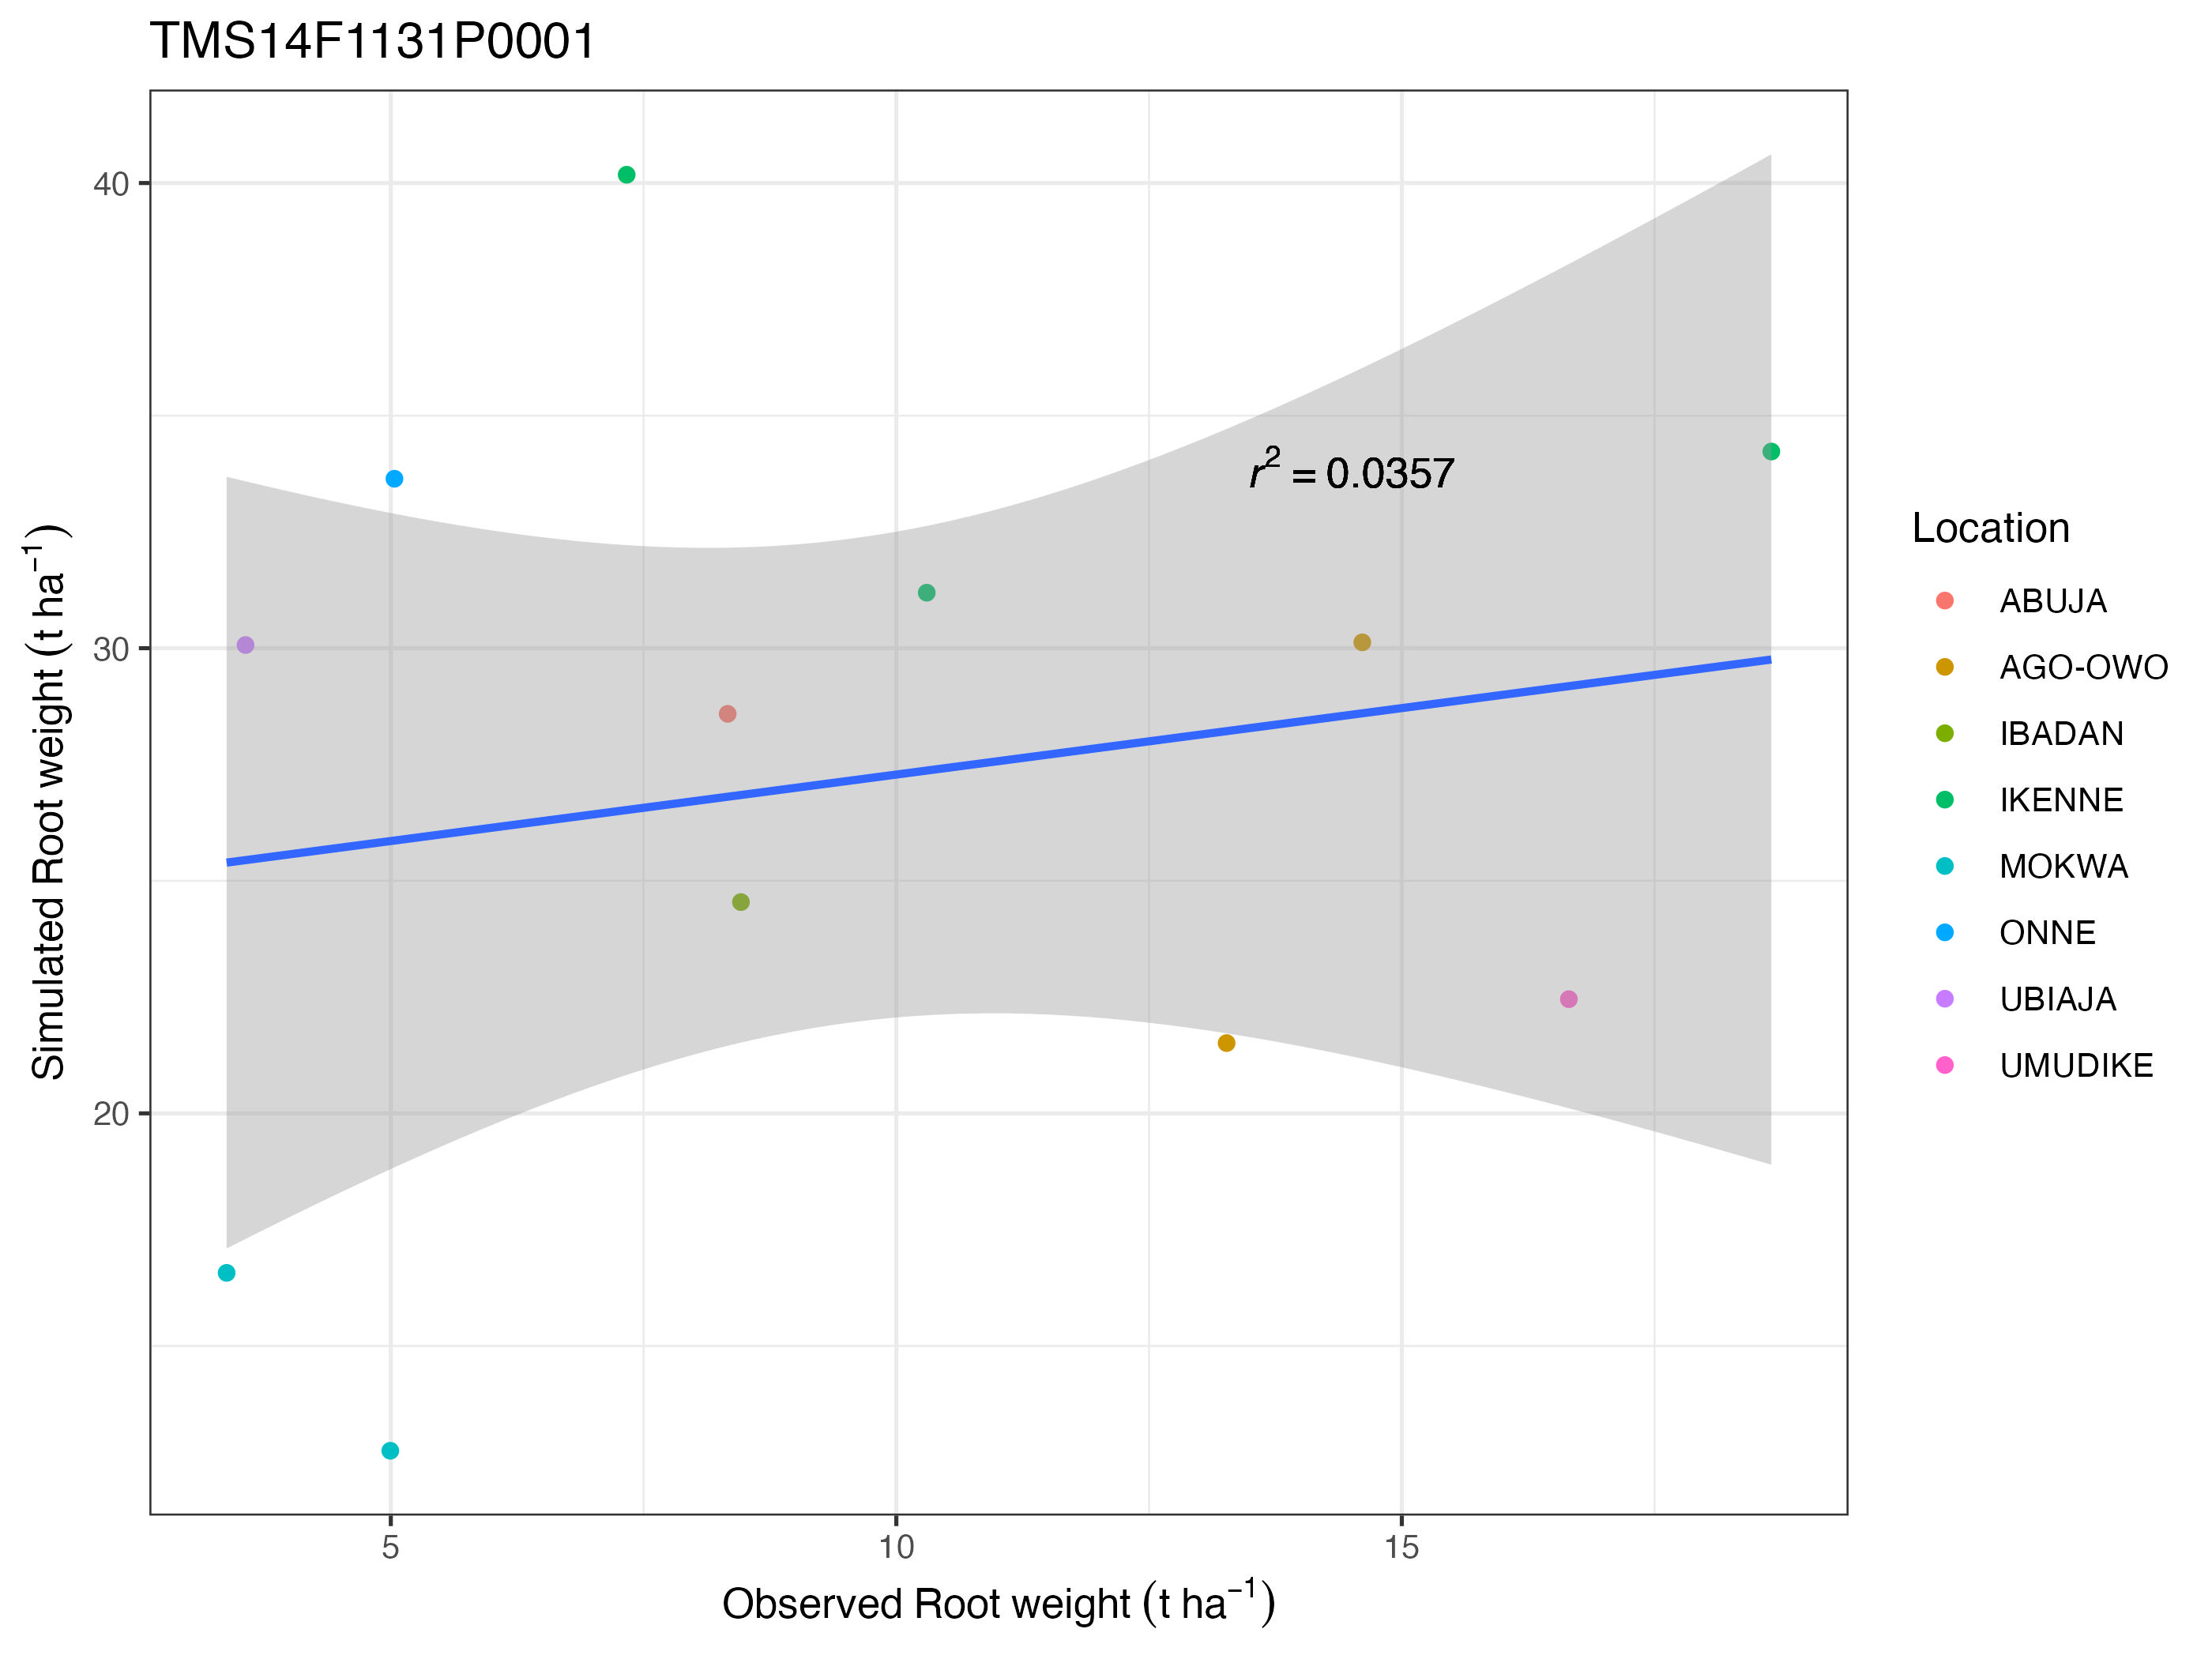 TMS14F1131P0001
40
30
20
Simulated Root weight (t ha⁻¹)
r² = 0.0357
5 10 15
Observed Root weight (t ha⁻¹)
Location
ABUJA
AGO-OWO
IBADAN
IKENNE
MOKWA
ONNE
UBIAJA
UMUDIKE